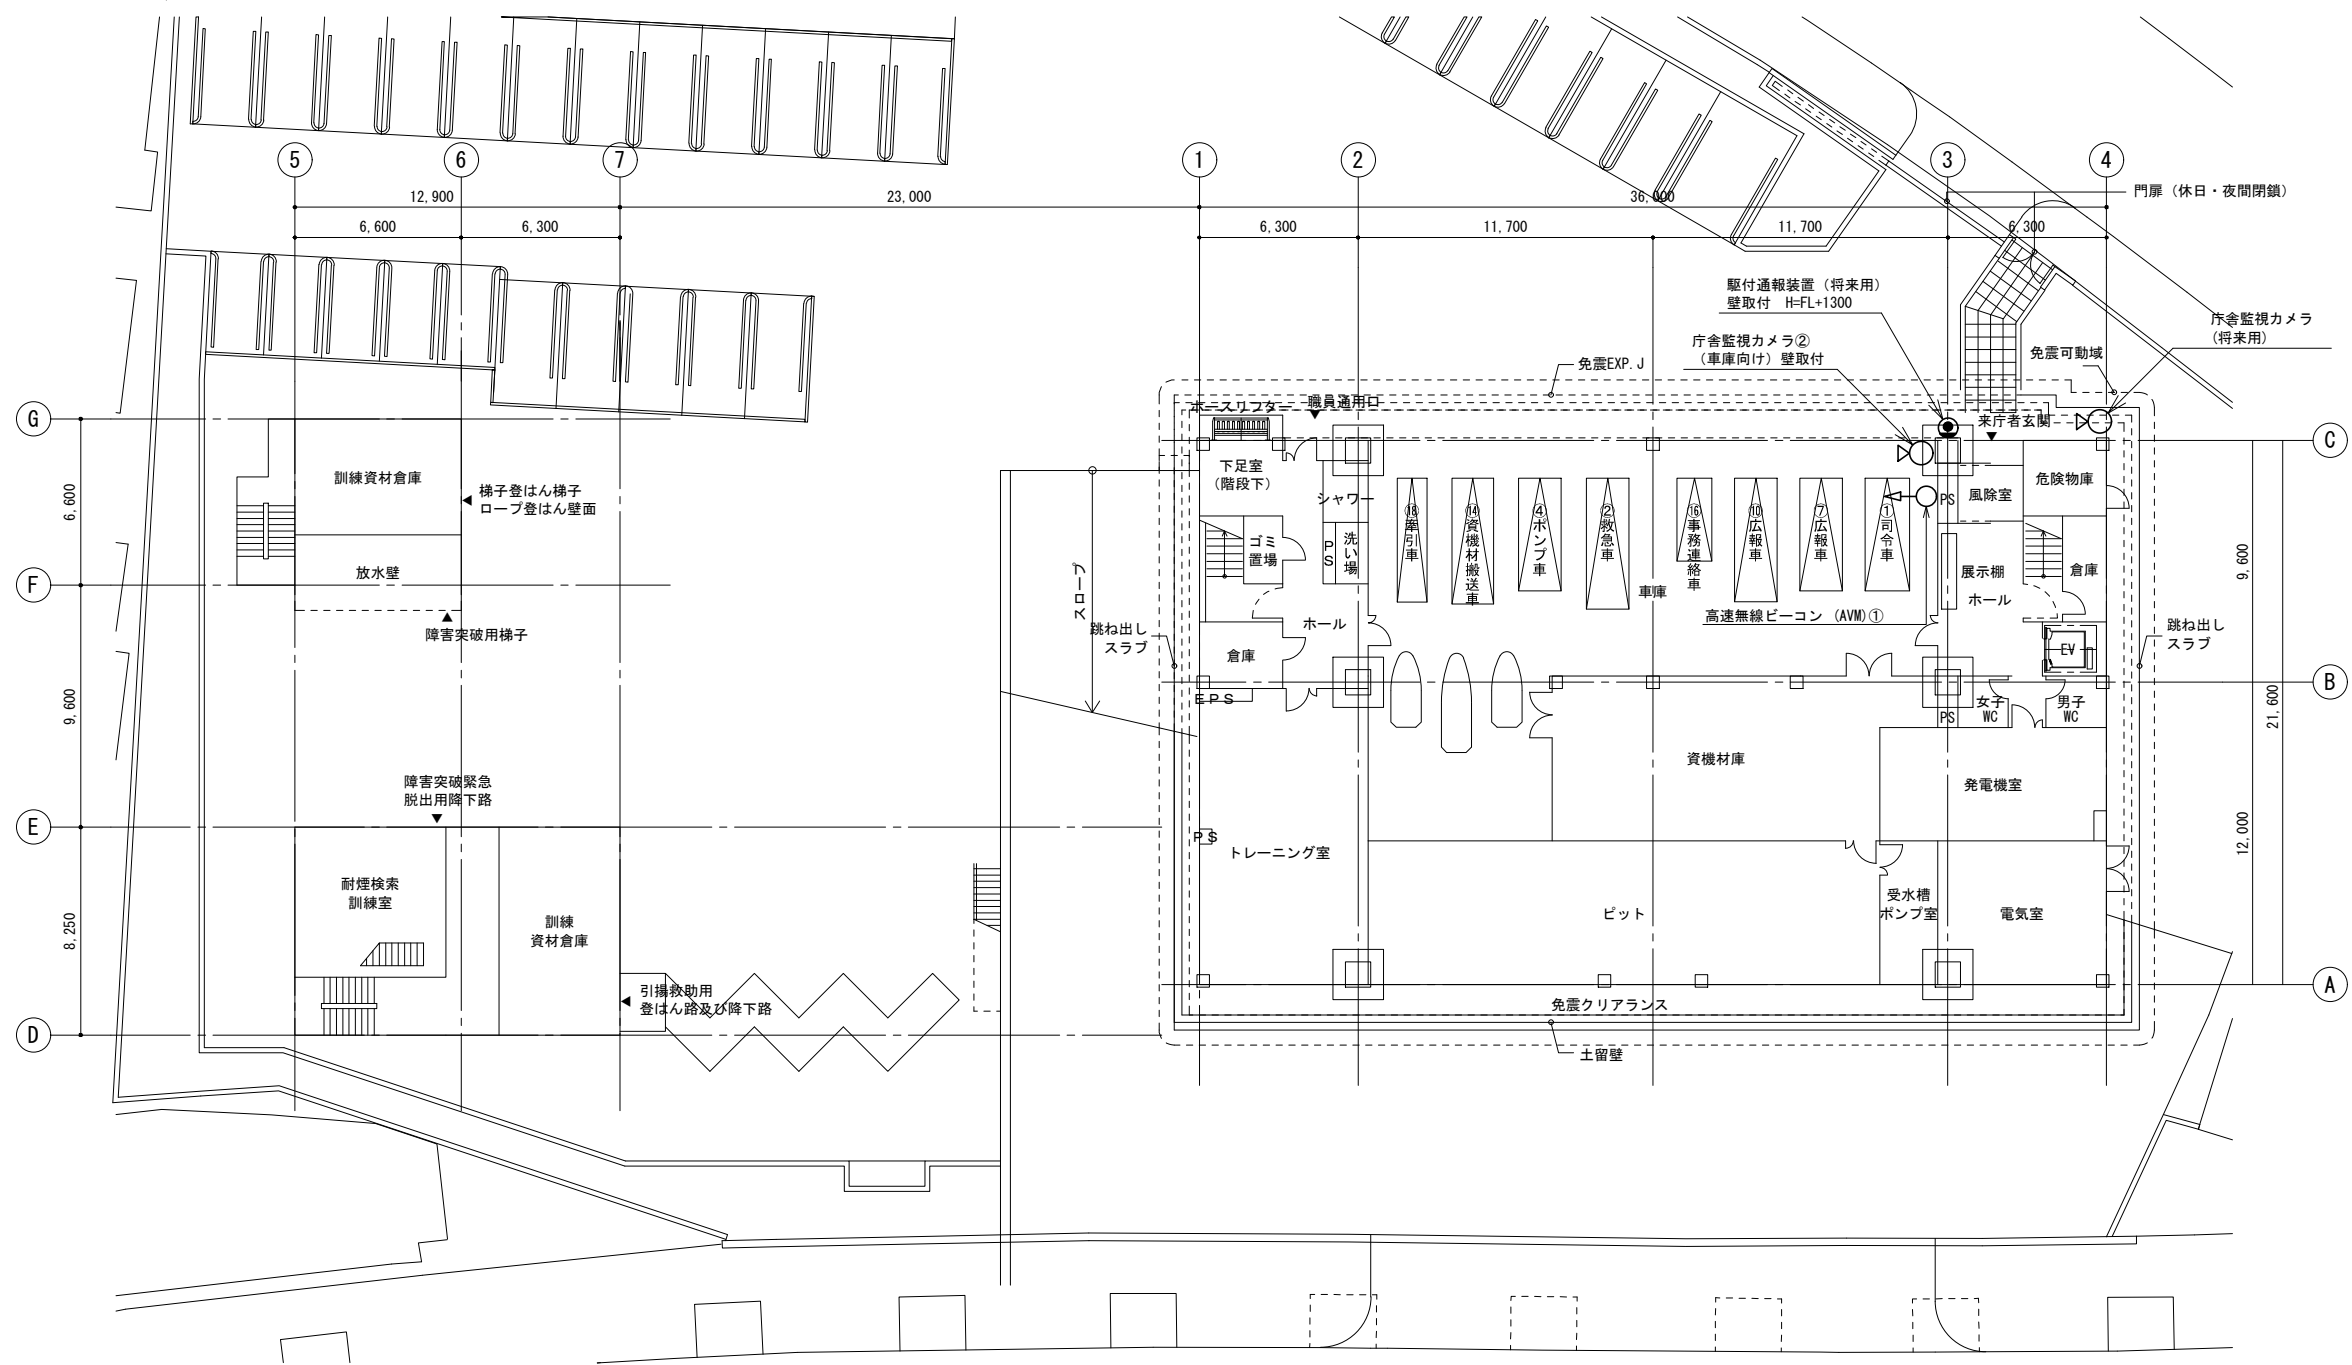 5
6
7
1
2
3
4
12,900
23,000
36,000
門扉（休日・夜間閉鎖）
6,600
6,300
6,300
11,700
11,700
6,300
駆付通報装置（将来用）
壁取付　H=FL+1300
庁舎監視カメラ
（将来用）
庁舎監視カメラ②
（車庫向け）壁取付
免震可動域
免震EXP.J
G
ホースリフター
職員通用口
来庁者玄関
C
訓練資材倉庫
下足室
（階段下）
シャワー
危険物庫
風除室
PS
梯子登はん梯子
ロープ登はん壁面
6,600
⑱牽引車
⑭資機材搬送車
④ポンプ車
②救急車
⑯事務連絡車
⑩広報車
⑦広報車
①司令車
ゴミ
置場
PS
洗い場
放水壁
F
スロープ
車庫
展示棚
倉庫
ホール
9,600
高速無線ビーコン (AVM)①
障害突破用梯子
跳ね出し
スラブ
ホール
跳ね出し
スラブ
倉庫
EV
B
EPS
9,600
女子
WC
男子
WC
PS
21,600
資機材庫
発電機室
障害突破緊急
脱出用降下路
E
PS
トレーニング室
12,000
耐煙検索
訓練室
受水槽
ポンプ室
電気室
ピット
訓練
資材倉庫
8,250
引揚救助用
登はん路及び降下路
A
免震クリアランス
D
土留壁